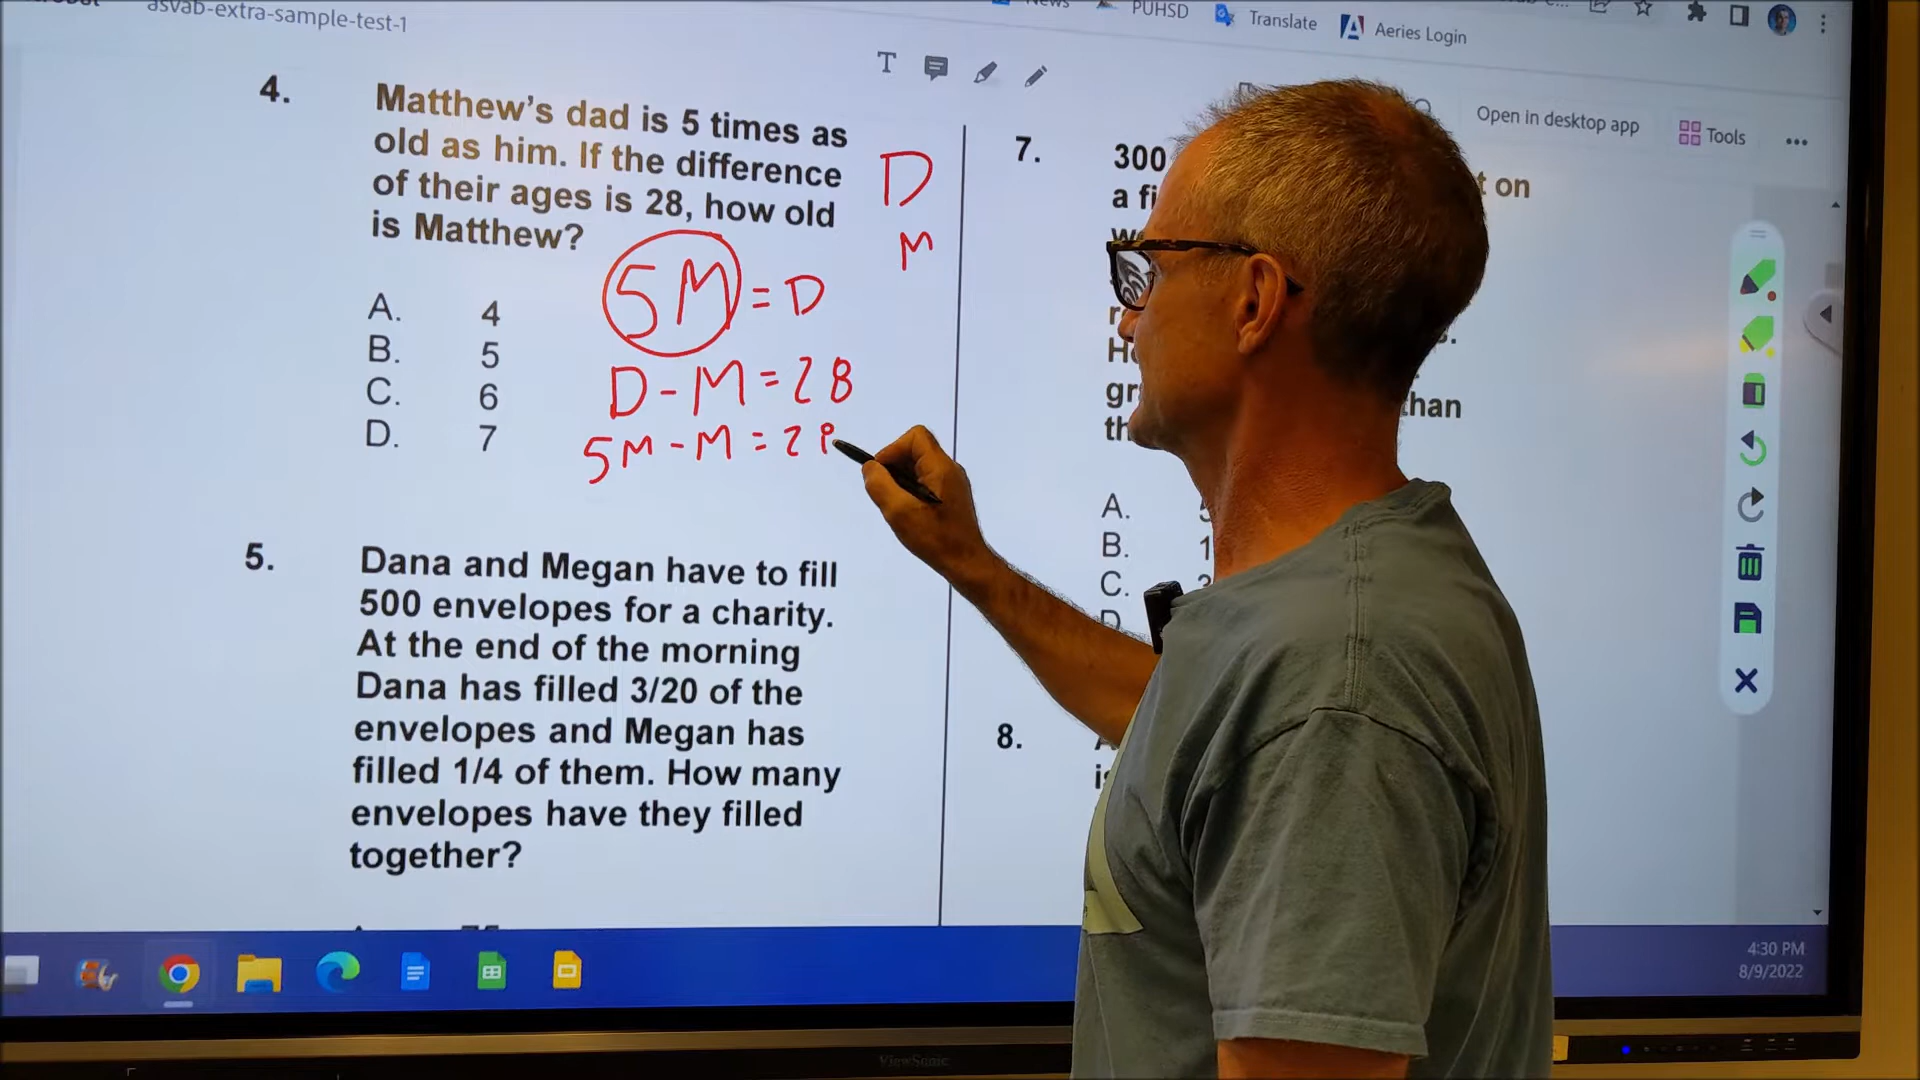 asvab-extra-sample-test-1
News
PUHSD
Translate
Aeries Login
T
Open in desktop app
Tools
4.
Matthew's dad is 5 times as
old as him. If the difference
of their ages is 28, how old
is Matthew?
A. 4
B. 5
C. 6
D. 7
D
M
5M = D
D - M = 28
5M - M = 28
5.
Dana and Megan have to fill
500 envelopes for a charity.
At the end of the morning
Dana has filled 3/20 of the
envelopes and Megan has
filled 1/4 of them. How many
envelopes have they filled
together?
7.
300
on
a
than
A.
B.
C.
D.
8.
4:30 PM
8/9/2022
ViewSonic